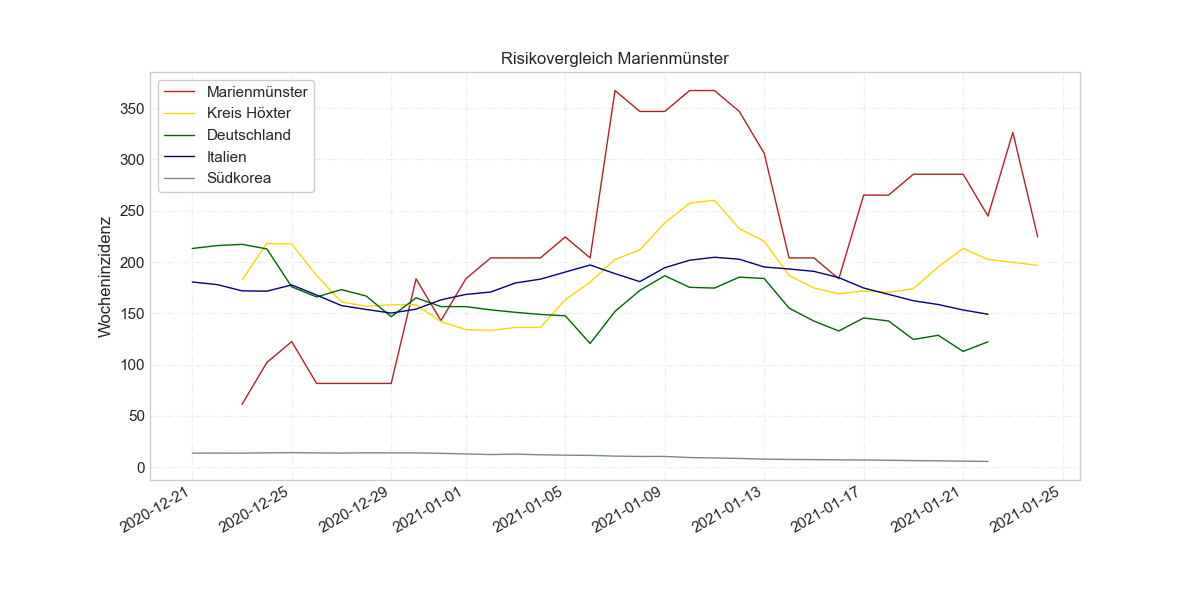 Risikovergleich Marienmünster
Marienmünster
Kreis Höxter
Deutschland
Italien
Südkorea
Wocheninzidenz
350
300
250
200
150
100
50
0
2020-12-21
2020-12-25
2020-12-29
2021-01-01
2021-01-05
2021-01-09
2021-01-13
2021-01-17
2021-01-21
2021-01-25